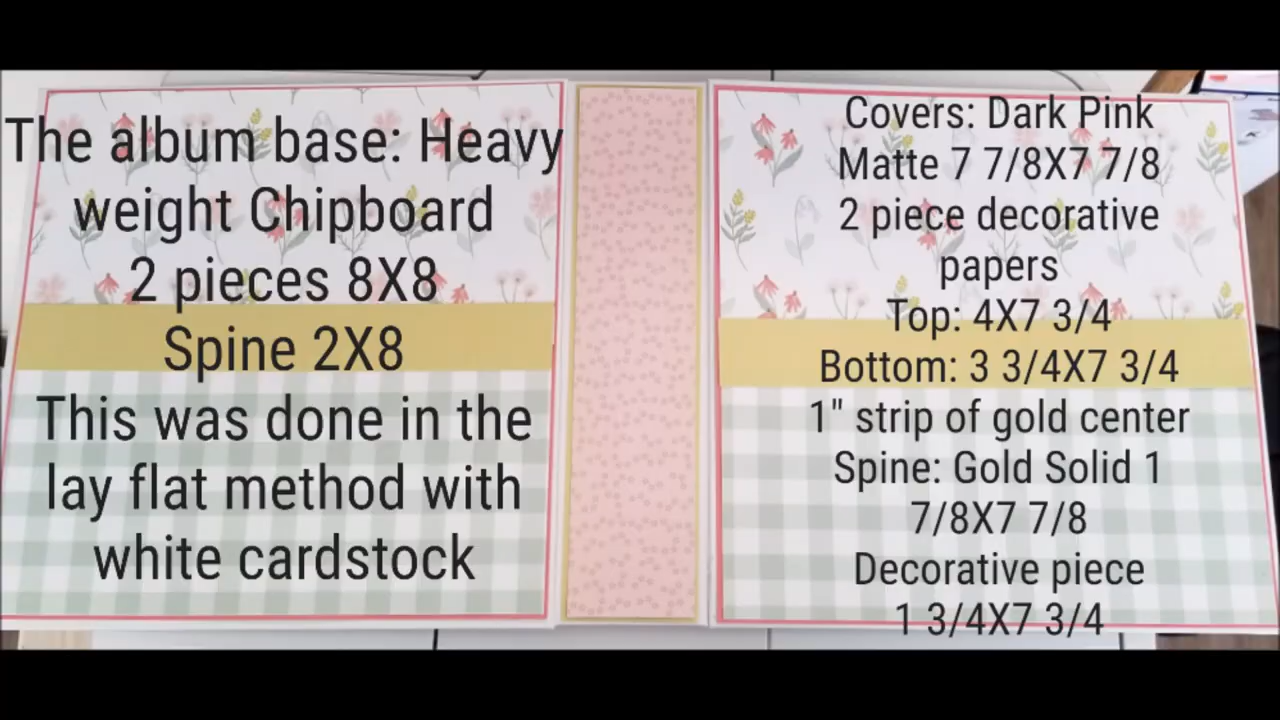 The album base: Heavy
weight Chipboard
2 pieces 8X8
Spine 2X8
This was done in the
lay flat method with
white cardstock
Covers: Dark Pink
Matte 7 7/8X7 7/8
2 piece decorative
papers
Top: 4X7 3/4
Bottom: 3 3/4X7 3/4
1" strip of gold center
Spine: Gold Solid 1
7/8X7 7/8
Decorative piece
1 3/4X7 3/4